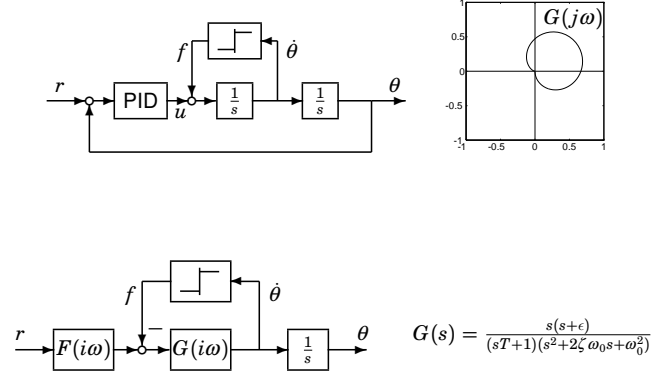 G(jω)
f
θ̇
r
PID
u
1/s
1/s
θ
1
0.5
0
-0.5
-1
-1
-0.5
0
0.5
1
f
θ̇
r
F(iω)
−
G(iω)
1/s
θ
G(s) = s(s+ϵ) / (sT+1)(s²+2ζω₀s+ω₀²)